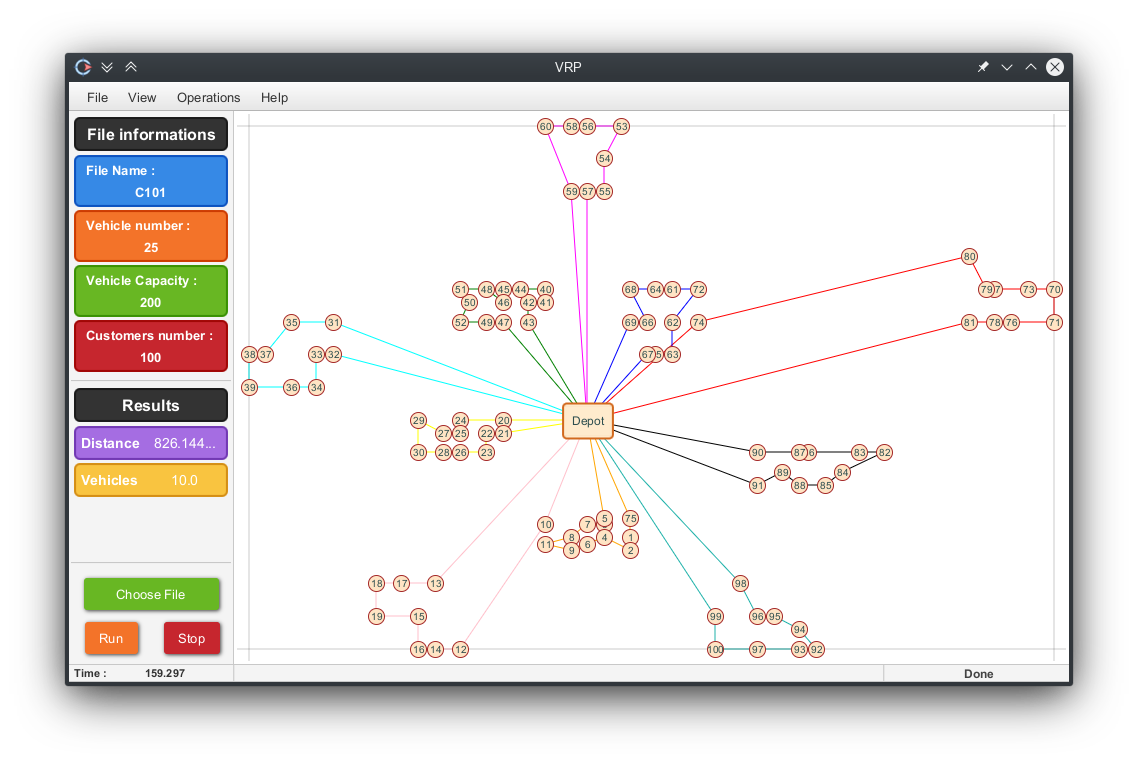 VRP
File View Operations Help
File informations
File Name :
C101
Vehicle number :
25
Vehicle Capacity :
200
Customers number :
100
Results
Distance 826.144...
Vehicles 10.0
Choose File
Run Stop
Time : 159.297 Done
60 58 56 53
54
59 57 55
80
51 48 45 44 40 68 64 61 72 79 73 70
50 46 42 41
35 31 52 49 47 43 69 66 62 74 81 78 76 71
38 37 33 32 67 63
39 36 34
29 24 20 Depot
27 25 22 21
30 28 26 23 90 87 83 82
89 84
91 88 85
10 7 5 75
11 8 6 4 1
9 2
18 17 13 98
19 15 99 96 95
94
16 14 12 100 97 93 92